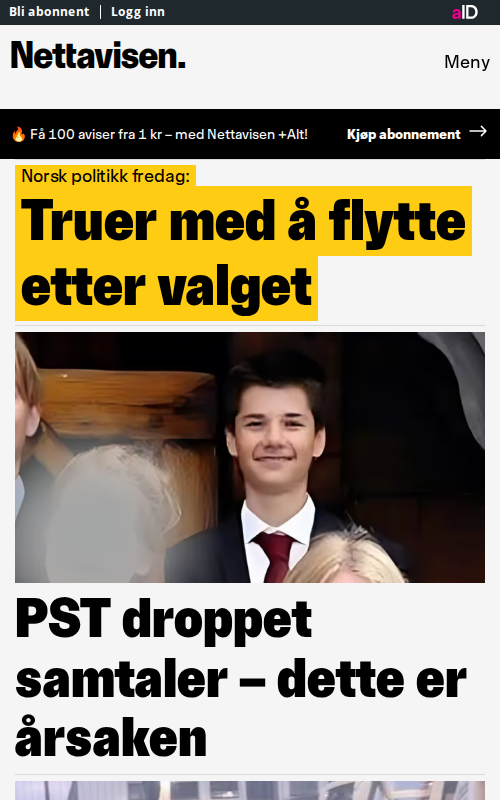 Bli abonnent | Logg inn
aID
Nettavisen.
Meny
🔥 Få 100 aviser fra 1 kr – med Nettavisen +Alt!
Kjøp abonnement →
Norsk politikk fredag:
Truer med å flytte
etter valget
PST droppet
samtaler – dette er
årsaken